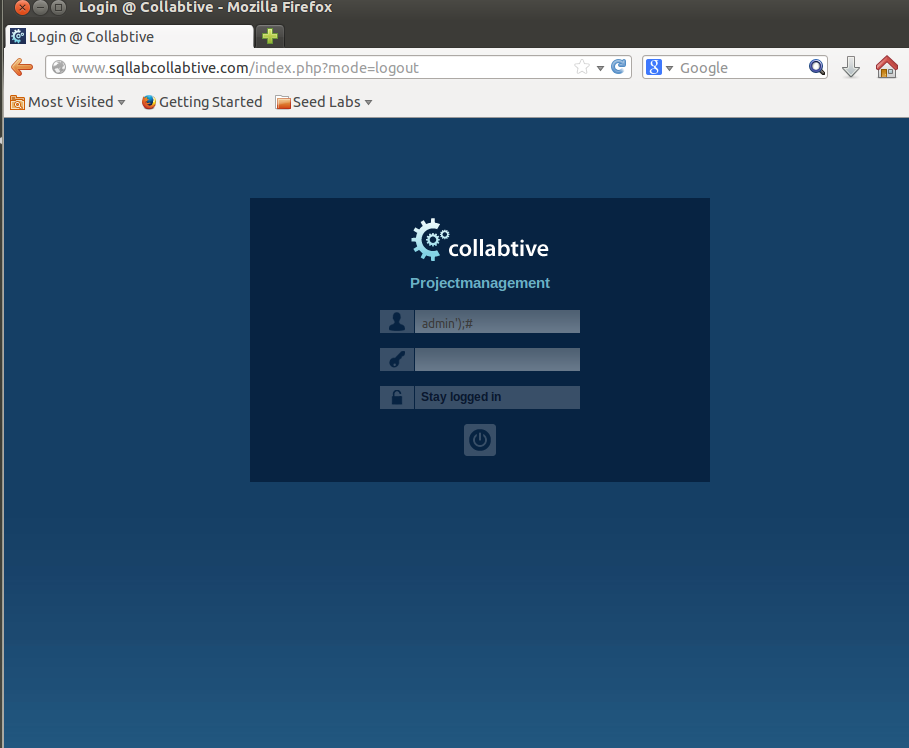 Login @ Collabtive - Mozilla Firefox
Login @ Collabtive
www.sqllabcollabtive.com/index.php?mode=logout
8 Google
Most Visited Getting Started Seed Labs
collabtive
Projectmanagement
admin');#
Stay logged in